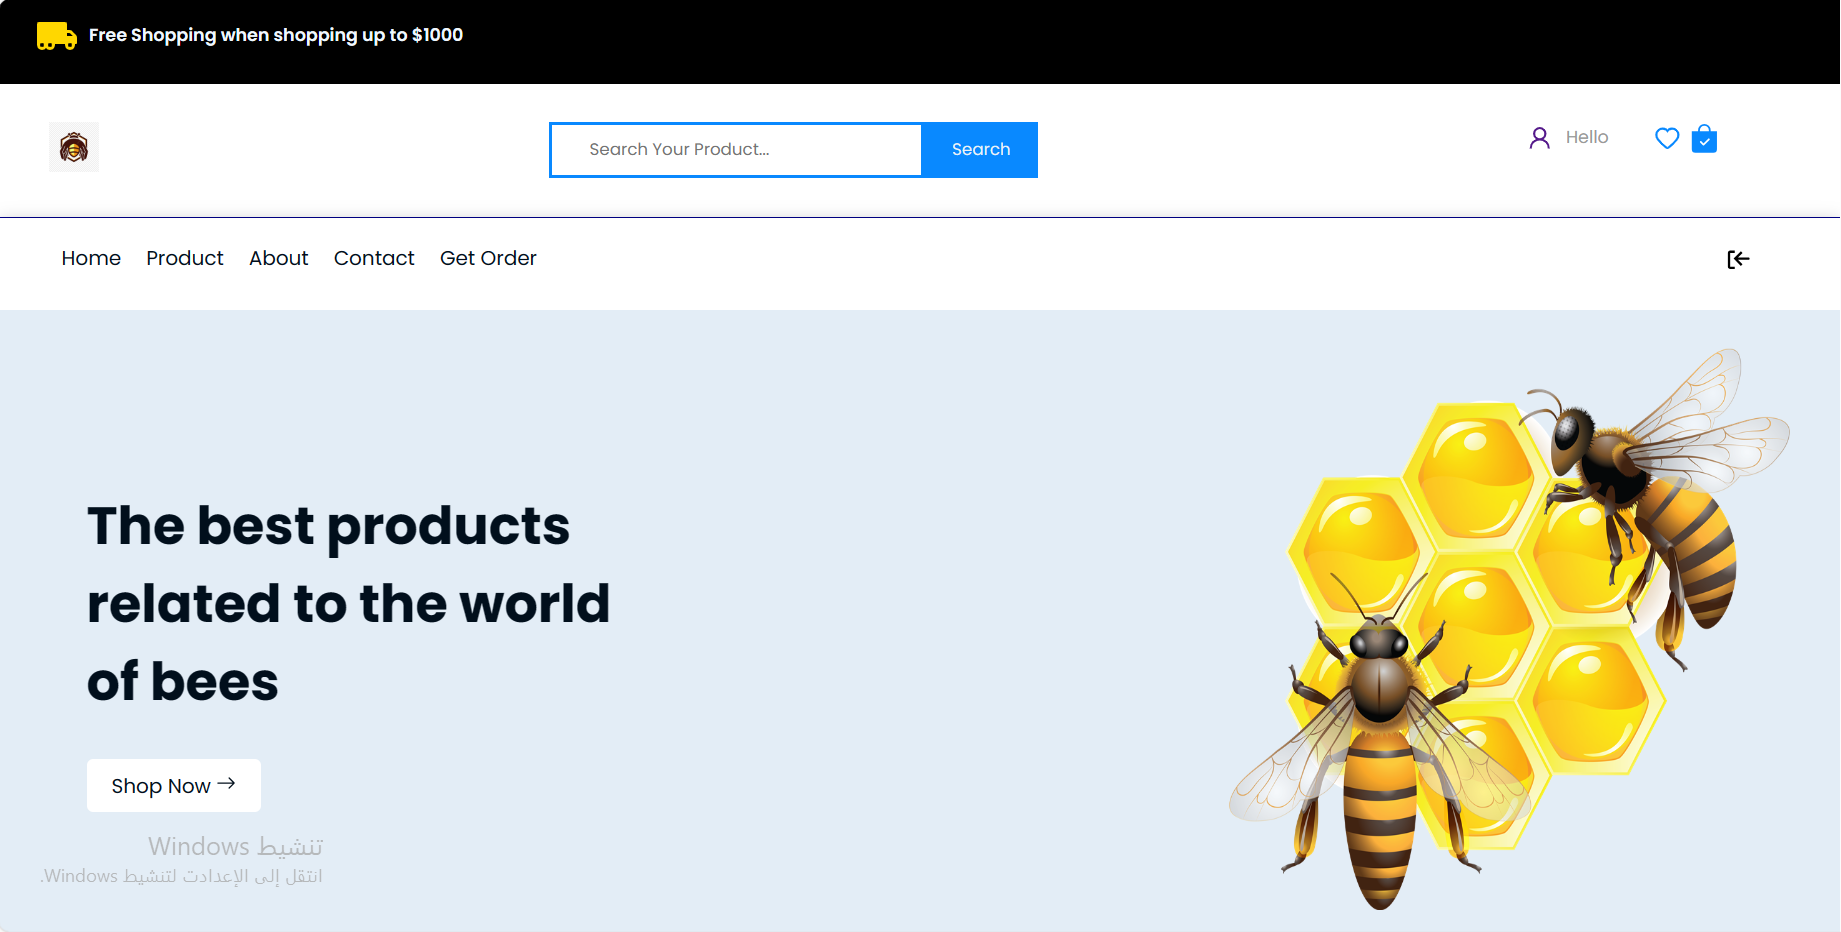 Free Shopping when shopping up to $1000
Search Your Product...
Search
Hello
Home
Product
About
Contact
Get Order
The best products
related to the world
of bees
Shop Now
تنشيط Windows
انتقل إلى الإعدادت لتنشيط Windows.